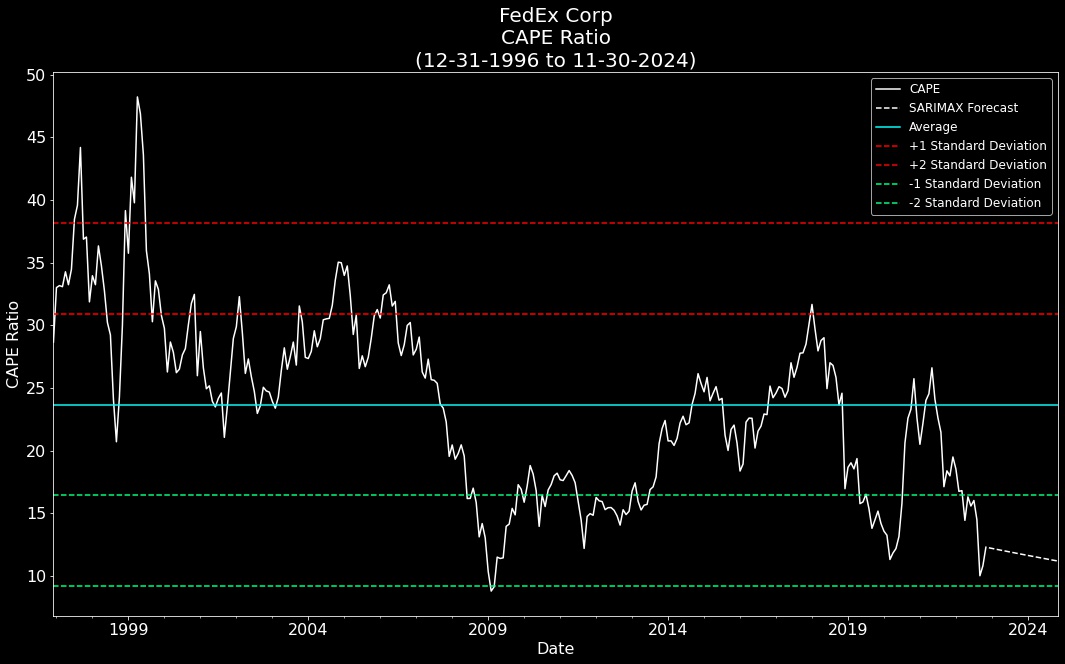 FedEx Corp
CAPE Ratio
(12-31-1996 to 11-30-2024)
CAPE
SARIMAX Forecast
Average
+1 Standard Deviation
+2 Standard Deviation
-1 Standard Deviation
-2 Standard Deviation
50
45
40
35
30
25
20
15
10
CAPE Ratio
1999
2004
2009
2014
2019
2024
Date